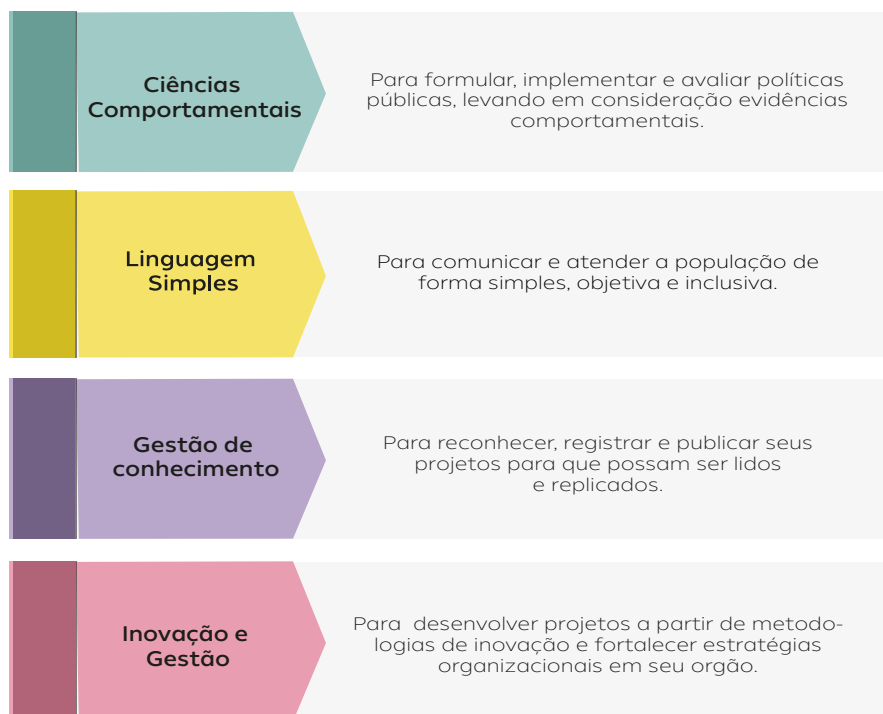 Ciências
Comportamentais
Para formular, implementar e avaliar políticas
públicas, levando em consideração evidências
comportamentais.
Linguagem
Simples
Para comunicar e atender a população de
forma simples, objetiva e inclusiva.
Gestão de
conhecimento
Para reconhecer, registrar e publicar seus
projetos para que possam ser lidos
e replicados.
Inovação e
Gestão
Para desenvolver projetos a partir de metodo-
logias de inovação e fortalecer estratégias
organizacionais em seu orgão.